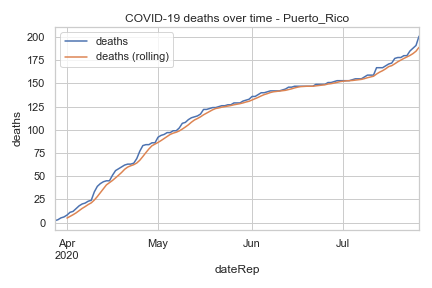 COVID-19 deaths over time - Puerto_Rico
deaths
deaths (rolling)
200
175
150
125
100
75
50
25
0
deaths
Apr
2020
May
Jun
Jul
dateRep